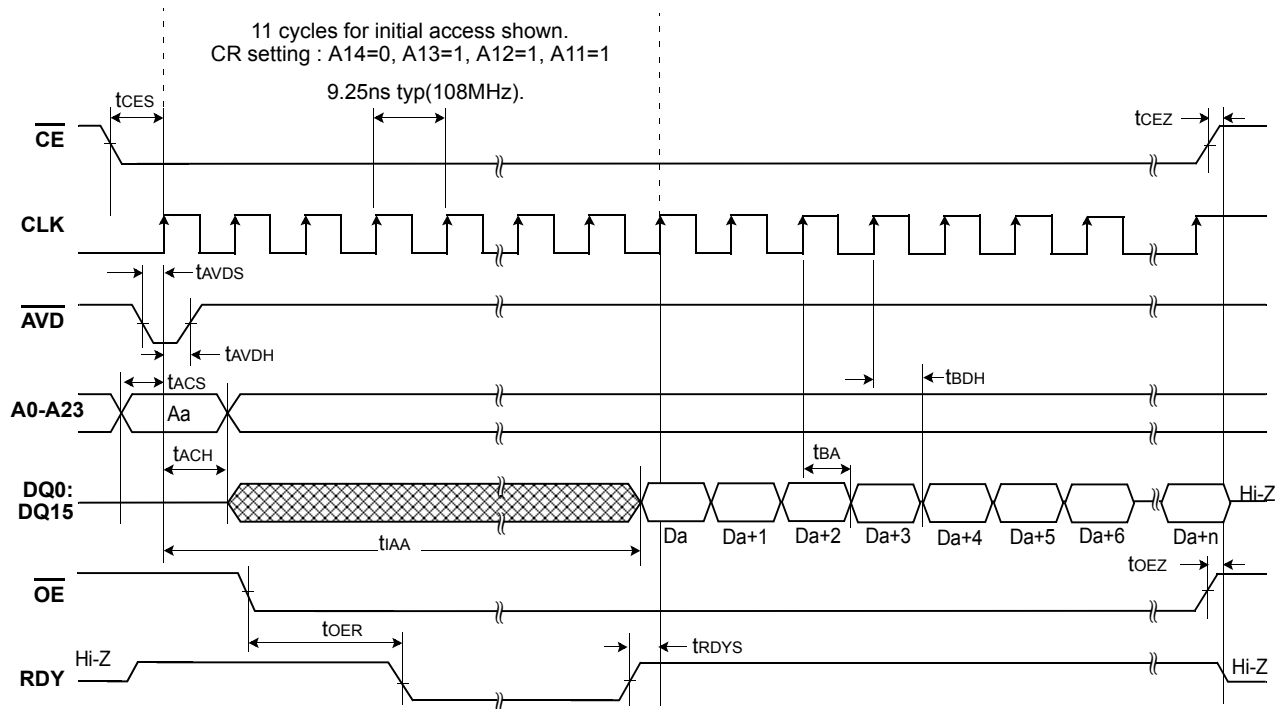 11 cycles for initial access shown.
CR setting : A14=0, A13=1, A12=1, A11=1
9.25ns typ(108MHz).
tCES
tCEZ
CE
CLK
tAVDS
AVD
tAVDH
tACS
tBDH
A0-A23
Aa
tACH
tBA
DQ0:
DQ15
Hi-Z
tIAA
Da
Da+1
Da+2
Da+3
Da+4
Da+5
Da+6
Da+n
tOEZ
OE
tOER
tRDYS
Hi-Z
RDY
Hi-Z